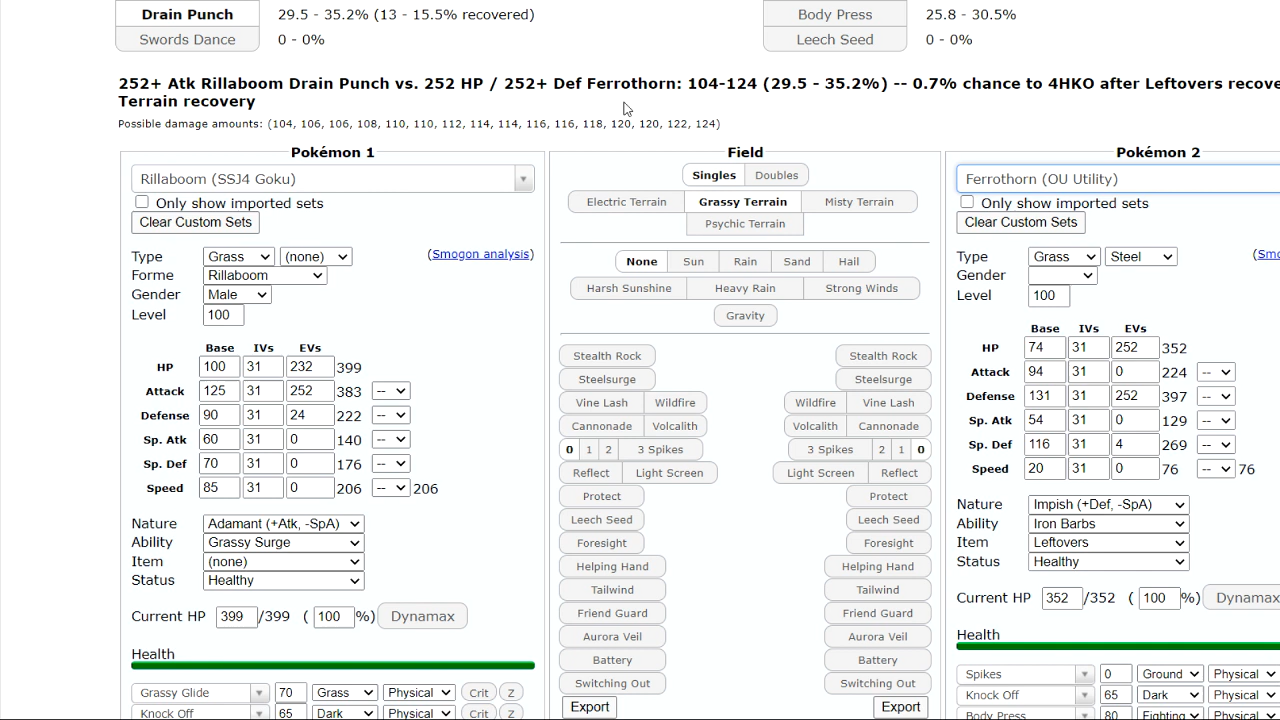 Drain Punch 29.5 - 35.2% (13 - 15.5% recovered) Body Press 25.8 - 30.5%
Swords Dance 0 - 0% Leech Seed 0 - 0%
252+ Atk Rillaboom Drain Punch vs. 252 HP / 252+ Def Ferrothorn: 104-124 (29.5 - 35.2%) -- 0.7% chance to 4HKO after Leftovers recove
Terrain recovery
Possible damage amounts: (104, 106, 106, 108, 110, 110, 112, 114, 114, 116, 116, 118, 120, 120, 122, 124)
Pokémon 1
Rillaboom (SSJ4 Goku)
Only show imported sets
Clear Custom Sets
Type Grass (none) (Smogon analysis)
Forme Rillaboom
Gender Male
Level 100
Base IVs EVs
HP 100 31 232 399
Attack 125 31 252 383 --
Defense 90 31 24 222 --
Sp. Atk 60 31 0 140 --
Sp. Def 70 31 0 176 --
Speed 85 31 0 206 -- 206
Nature Adamant (+Atk, -SpA)
Ability Grassy Surge
Item (none)
Status Healthy
Current HP 399 /399 ( 100 %) Dynamax
Health
Grassy Glide 70 Grass Physical Crit Z
Knock Off 65 Dark Physical Crit Z
Field
Singles Doubles
Electric Terrain Grassy Terrain Misty Terrain
Psychic Terrain
None Sun Rain Sand Hail
Harsh Sunshine Heavy Rain Strong Winds
Gravity
Stealth Rock Stealth Rock
Steelsurge Steelsurge
Vine Lash Wildfire Wildfire Vine Lash
Cannonade Volcalith Volcalith Cannonade
0 1 2 3 Spikes 3 Spikes 2 1 0
Reflect Light Screen Light Screen Reflect
Protect Protect
Leech Seed Leech Seed
Foresight Foresight
Helping Hand Helping Hand
Tailwind Tailwind
Friend Guard Friend Guard
Aurora Veil Aurora Veil
Battery Battery
Switching Out Switching Out
Export Export
Pokémon 2
Ferrothorn (OU Utility)
Only show imported sets
Clear Custom Sets
Type Grass Steel (Smo
Gender
Level 100
Base IVs EVs
HP 74 31 252 352
Attack 94 31 0 224 --
Defense 131 31 252 397 --
Sp. Atk 54 31 0 129 --
Sp. Def 116 31 4 269 --
Speed 20 31 0 76 -- 76
Nature Impish (+Def, -SpA)
Ability Iron Barbs
Item Leftovers
Status Healthy
Current HP 352 /352 ( 100 %) Dynamax
Health
Spikes 0 Ground Physical
Knock Off 65 Dark Physical
Body Press 80 Fighting Physical